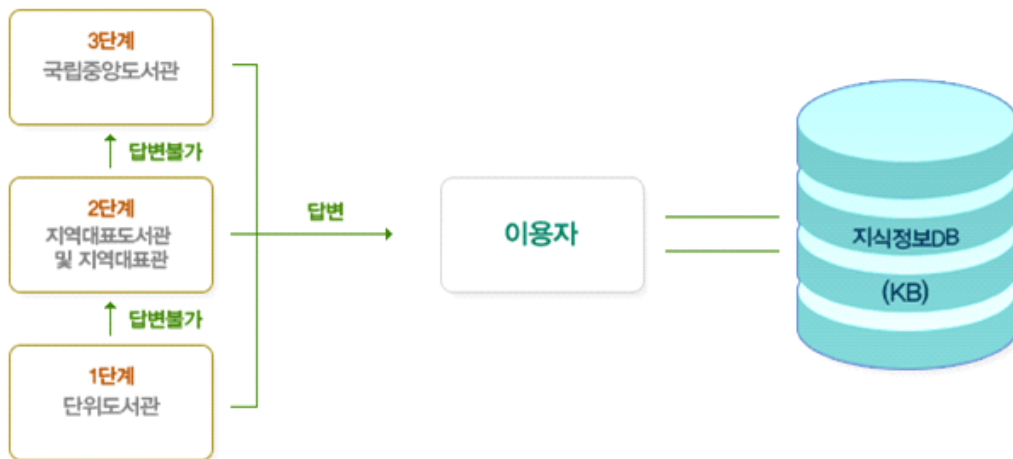 3단계
국립중앙도서관
답변불가
2단계
지역대표도서관
및 지역대표관
답변불가
1단계
단위도서관
답변
이용자
지식정보DB
(KB)